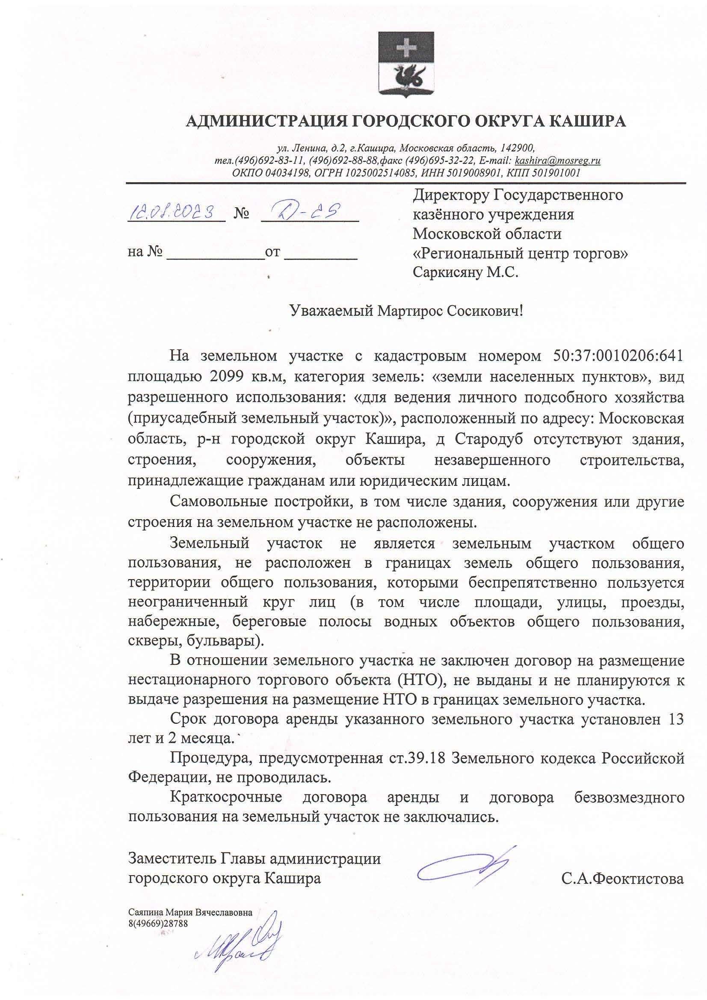 АДМИНИСТРАЦИЯ ГОРОДСКОГО ОКРУГА КАШИРА
ул. Ленина, д.2, г.Кашира, Московская область, 142900,
тел.(496)692-83-11, (496)692-88-88,факс (496)695-32-22, E-mail: kashira@mosreg.ru
ОКПО 04034198, ОГРН 1025002514085, ИНН 5019008901, КПП 501901001
12.01.2023 № Д-25
на № ____________от _________
Директору Государственного
казённого учреждения
Московской области
«Региональный центр торгов»
Саркисяну М.С.
Уважаемый Мартирос Сосикович!
На земельном участке с кадастровым номером 50:37:0010206:641
площадью 2099 кв.м, категория земель: «земли населенных пунктов», вид
разрешенного использования: «для ведения личного подсобного хозяйства
(приусадебный земельный участок)», расположенный по адресу: Московская
область, р-н городской округ Кашира, д Стародуб отсутствуют здания,
строения, сооружения, объекты незавершенного строительства,
принадлежащие гражданам или юридическим лицам.
Самовольные постройки, в том числе здания, сооружения или другие
строения на земельном участке не расположены.
Земельный участок не является земельным участком общего
пользования, не расположен в границах земель общего пользования,
территории общего пользования, которыми беспрепятственно пользуется
неограниченный круг лиц (в том числе площади, улицы, проезды,
набережные, береговые полосы водных объектов общего пользования,
скверы, бульвары).
В отношении земельного участка не заключен договор на размещение
нестационарного торгового объекта (НТО), не выданы и не планируются к
выдаче разрешения на размещение НТО в границах земельного участка.
Срок договора аренды указанного земельного участка установлен 13
лет и 2 месяца.
Процедура, предусмотренная ст.39.18 Земельного кодекса Российской
Федерации, не проводилась.
Краткосрочные договора аренды и договора безвозмездного
пользования на земельный участок не заключались.
Заместитель Главы администрации
городского округа Кашира
С.А.Феоктистова
Саяпина Мария Вячеславовна
8(49669)28788